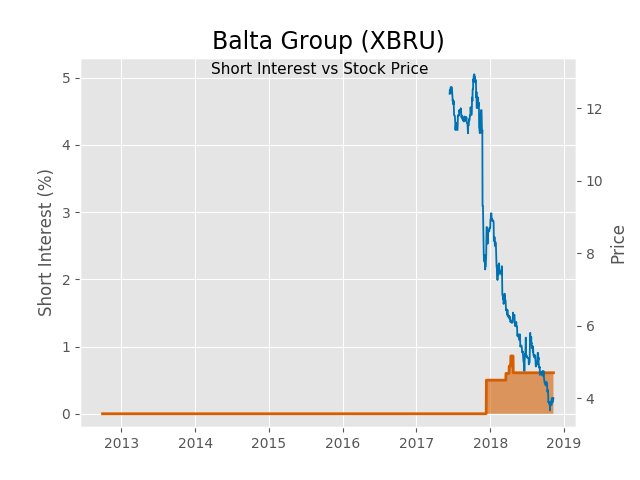 Balta Group (XBRU)
Short Interest vs Stock Price
Short Interest (%)
5
4
3
2
1
0
12
10
8
6
4
Price
2013 2014 2015 2016 2017 2018 2019